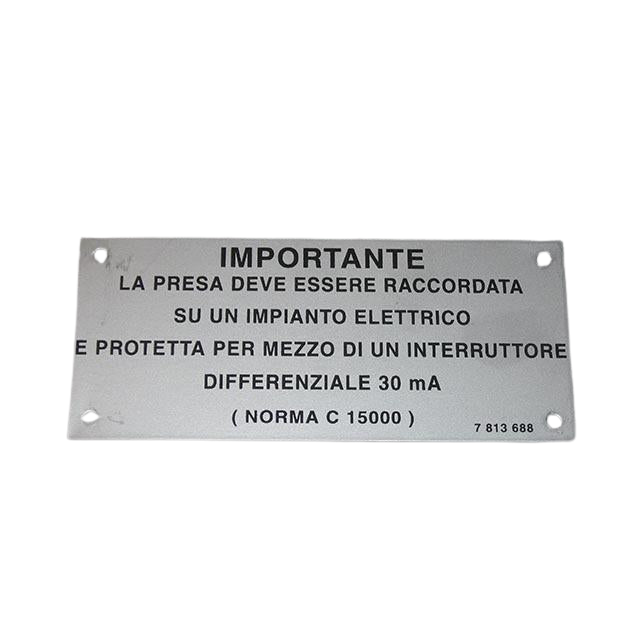 IMPORTANTE
LA PRESA DEVE ESSERE RACCORDATA
SU UN IMPIANTO ELETTRICO
E PROTETTA PER MEZZO DI UN INTERRUTTORE
DIFFERENZIALE 30 mA
( NORMA C 15000 )
7 813 688